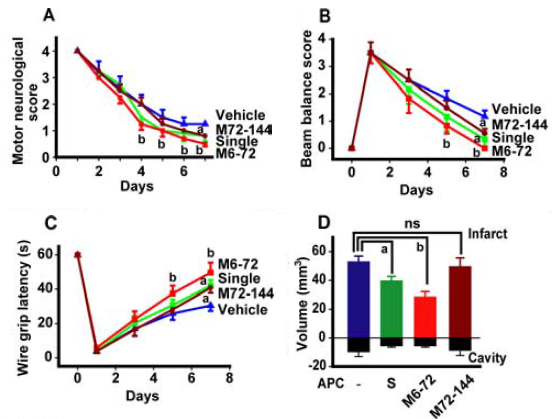 A
Motor neurological
score
4
3
2
1
0
0 2 4 6
Days
Vehicle
M72-144
Single
M6-72
a
b b b b
B
Beam balance score
4
3
2
1
0
0 2 4 6 8
Days
Vehicle
M72-144
Single
M6-72
a
a
b b
C
Wire grip latency (s)
60
40
20
0
0 2 4 6 8
Days
M6-72
Single
M72-144
Vehicle
b b
a
a
D
Volume (mm3)
60
40
20
0
-20
ns
Infarct
a b
Cavity
APC - S M6-72 M72-144